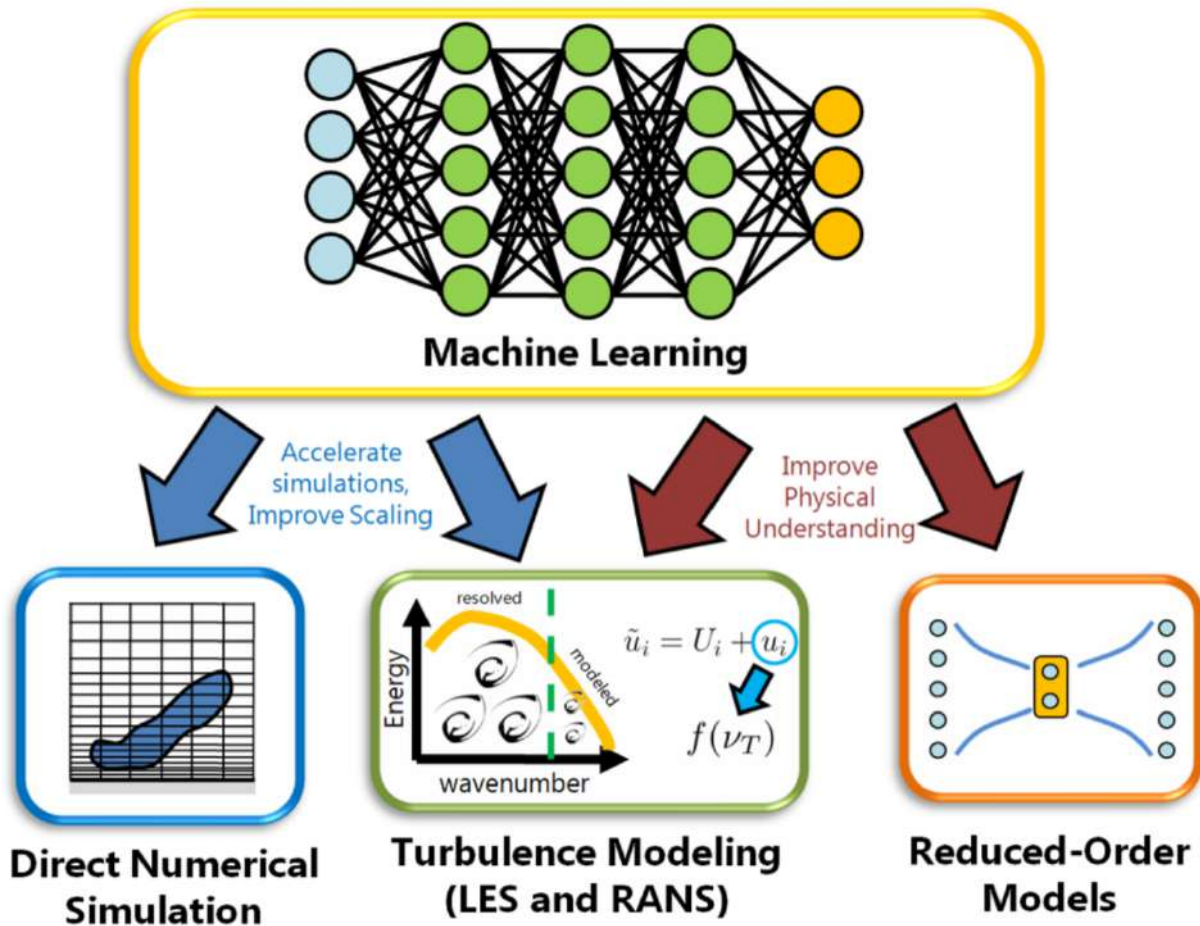 Machine Learning
Accelerate
simulations,
Improve Scaling
Improve
Physical
Understanding
resolved
modeled
Energy
wavenumber
ũ_i = U_i + u_i
f(ν_T)
Direct Numerical
Simulation
Turbulence Modeling
(LES and RANS)
Reduced-Order
Models